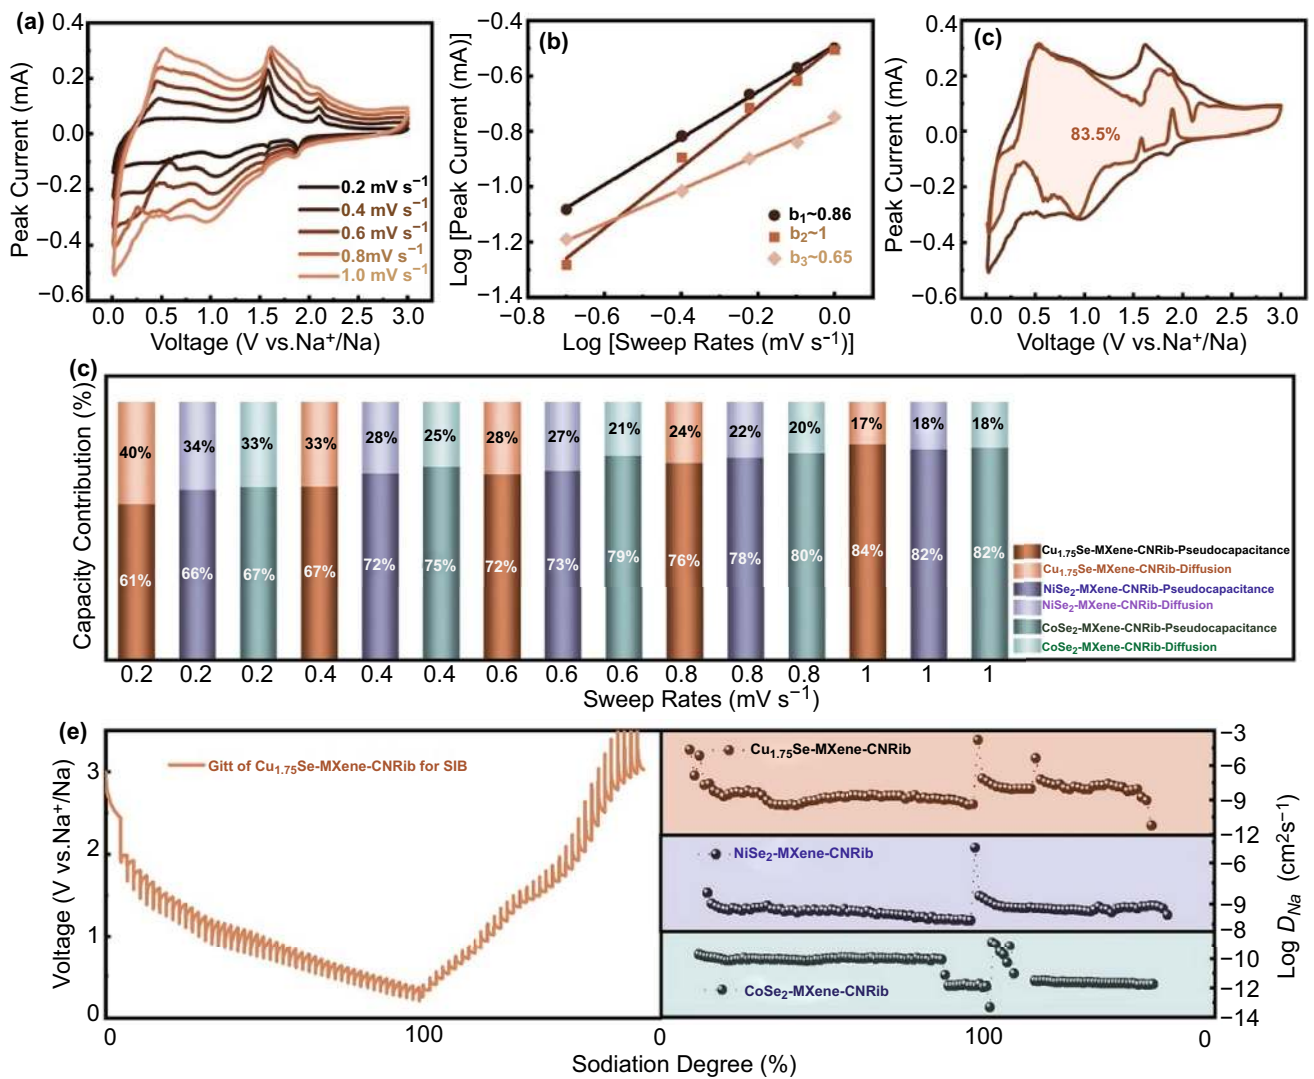 (a)
0.4
0.2
0.0
−0.2
−0.4
−0.6
Peak Current (mA)
0.2 mV s⁻¹
0.4 mV s⁻¹
0.6 mV s⁻¹
0.8mV s⁻¹
1.0 mV s⁻¹
0.0 0.5 1.0 1.5 2.0 2.5 3.0
Voltage (V vs.Na⁺/Na)
(b)
−0.4
−0.6
−0.8
−1.0
−1.2
−1.4
Log [Peak Current (mA)]
b₁~0.86
b₂~1
b₃~0.65
−0.8 −0.6 −0.4 −0.2 0.0
Log [Sweep Rates (mV s⁻¹)]
(c)
0.4
0.2
0.0
−0.2
−0.4
−0.6
Peak Current (mA)
83.5%
0.0 0.5 1.0 1.5 2.0 2.5 3.0
Voltage (V vs.Na⁺/Na)
(c)
Capacity Contribution (%)
40% 34% 33% 33% 28% 25% 28% 27% 21% 24% 22% 20% 17% 18% 18%
61% 66% 67% 67% 72% 75% 72% 73% 79% 76% 78% 80% 84% 82% 82%
Cu₁.₇₅Se-MXene-CNRib-Pseudocapacitance
Cu₁.₇₅Se-MXene-CNRib-Diffusion
NiSe₂-MXene-CNRib-Pseudocapacitance
NiSe₂-MXene-CNRib-Diffusion
CoSe₂-MXene-CNRib-Pseudocapacitance
CoSe₂-MXene-CNRib-Diffusion
0.2 0.2 0.2 0.4 0.4 0.4 0.6 0.6 0.6 0.8 0.8 0.8 1 1 1
Sweep Rates (mV s⁻¹)
(e)
3
2
1
0
Voltage (V vs.Na⁺/Na)
Gitt of Cu₁.₇₅Se-MXene-CNRib for SIB
Cu₁.₇₅Se-MXene-CNRib
NiSe₂-MXene-CNRib
CoSe₂-MXene-CNRib
−3
−6
−9
−12
−6
−9
−8
−10
−12
−14
Log D_Na (cm²s⁻¹)
0 100 0 100 0
Sodiation Degree (%)